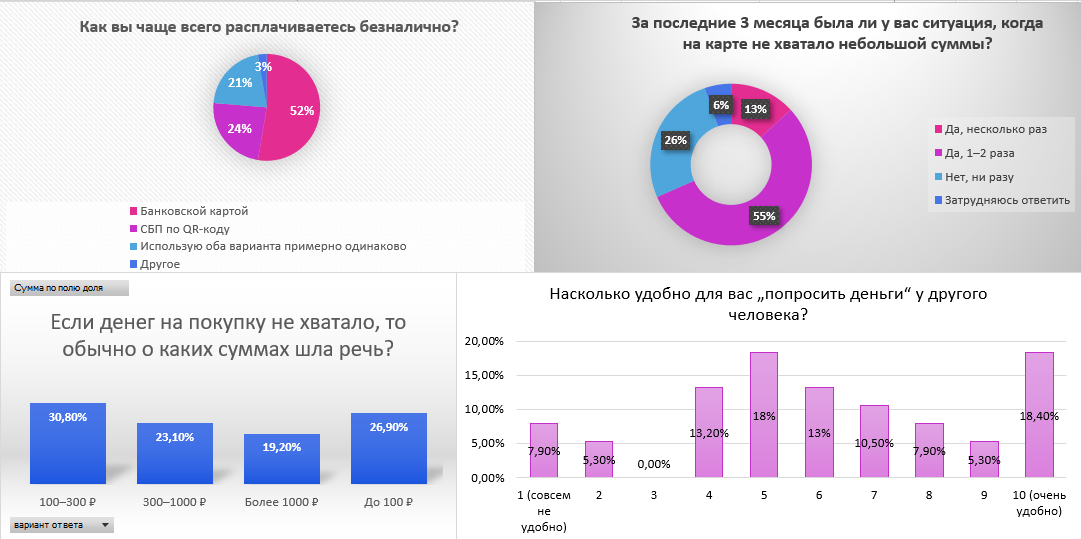 Как вы чаще всего расплачиваетесь безналично?
3%
21%
52%
24%
Банковской картой
СБП по QR-коду
Использую оба варианта примерно одинаково
Другое
За последние 3 месяца была ли у вас ситуация, когда
на карте не хватало небольшой суммы?
6%
13%
26%
55%
Да, несколько раз
Да, 1–2 раза
Нет, ни разу
Затрудняюсь ответить
Сумма по полю доля
Если денег на покупку не хватало, то
обычно о каких суммах шла речь?
30,80%
23,10%
19,20%
26,90%
100–300 ₽
300–1000 ₽
Более 1000 ₽
До 100 ₽
вариант ответа
Насколько удобно для вас „попросить деньги“ у другого
человека?
20,00%
15,00%
10,00%
5,00%
0,00%
7,90%
5,30%
0,00%
13,20%
18%
13%
10,50%
7,90%
5,30%
18,40%
1 (совсем
не
удобно)
2
3
4
5
6
7
8
9
10 (очень
удобно)